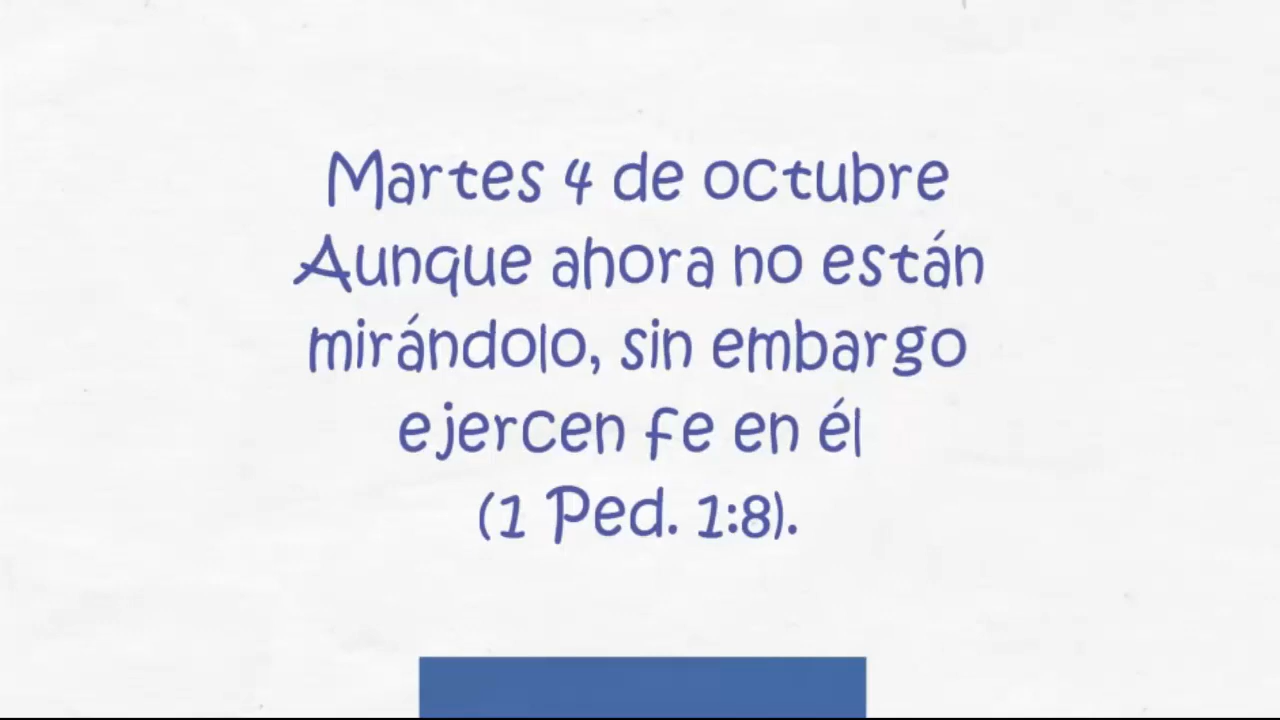 Martes 4 de octubre
Aunque ahora no están
mirándolo, sin embargo
ejercen fe en él
(1 Ped. 1:8).